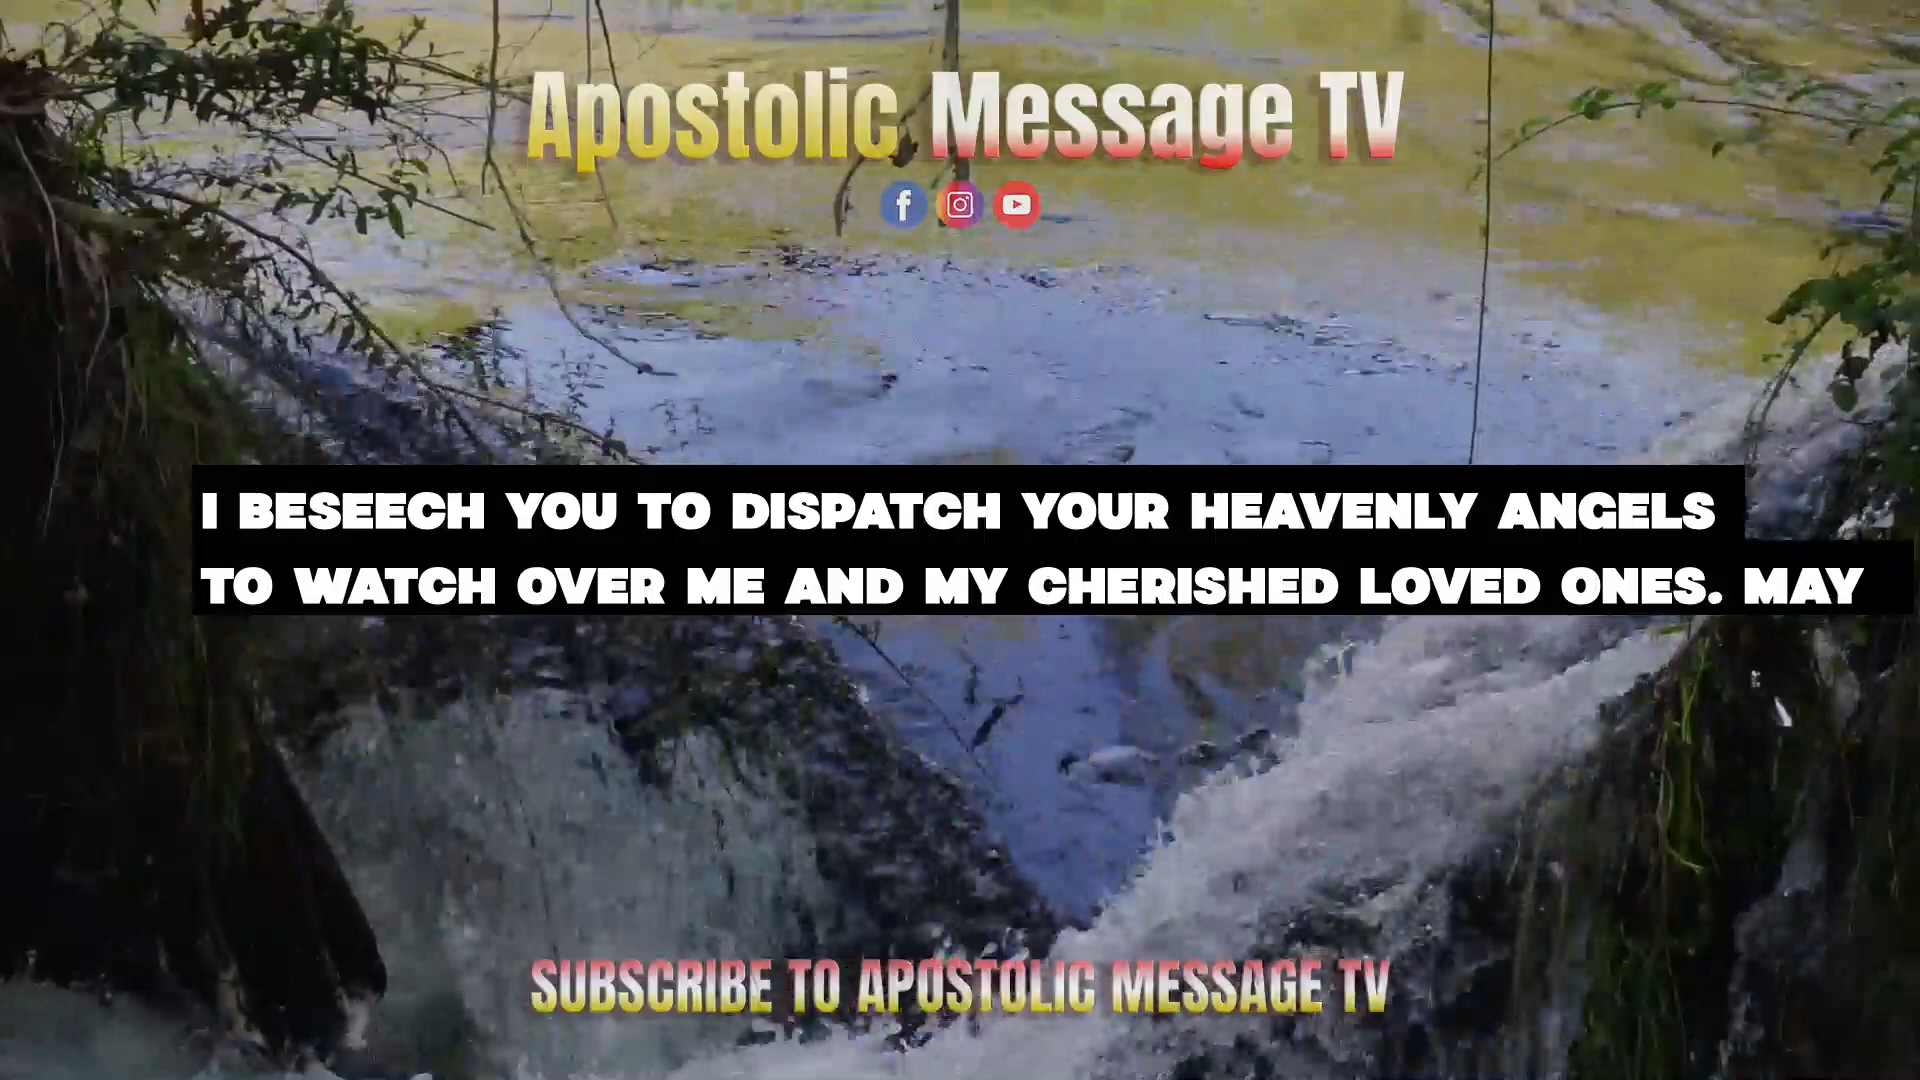 Apostolic Message TV
I BESEECH YOU TO DISPATCH YOUR HEAVENLY ANGELS
TO WATCH OVER ME AND MY CHERISHED LOVED ONES. MAY
SUBSCRIBE TO APOSTOLIC MESSAGE TV